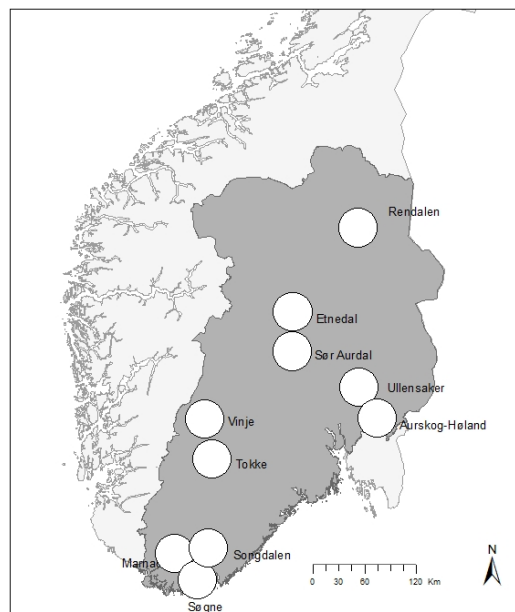 Rendalen
Etnedal
Sør Aurdal
Ullensaker
Vinje
Aurskog-Høland
Tokke
Songdalen
Søgne
N
0 30 60 120 Km